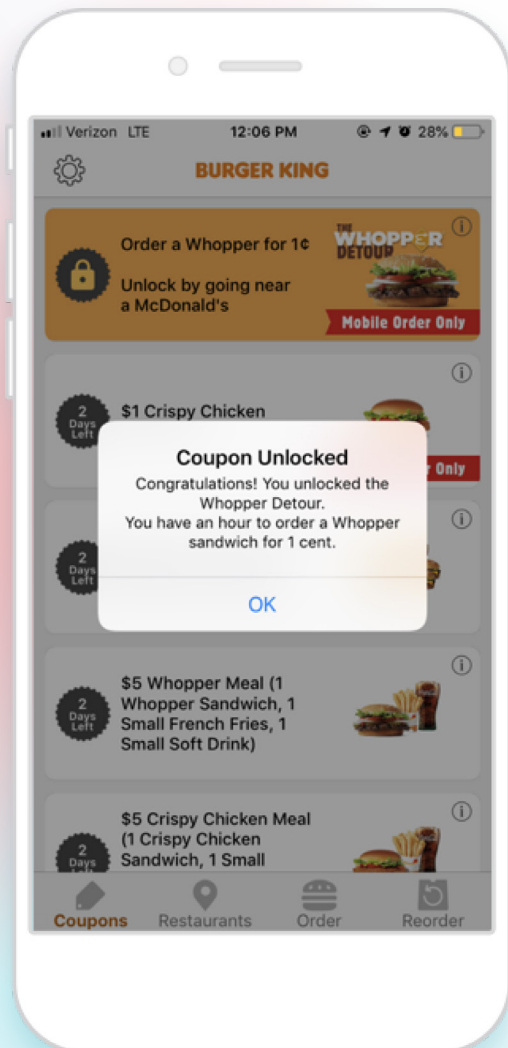 Verizon LTE 12:06 PM 28%
BURGER KING
Order a Whopper for 1¢
Unlock by going near
a McDonald's
THE
WHOPPER
DETOUR
Mobile Order Only
2
Days
Left
$1 Crispy Chicken
Only
Coupon Unlocked
Congratulations! You unlocked the
Whopper Detour.
You have an hour to order a Whopper
sandwich for 1 cent.
OK
2
Days
Left
2
Days
Left
$5 Whopper Meal (1
Whopper Sandwich, 1
Small French Fries, 1
Small Soft Drink)
2
Days
$5 Crispy Chicken Meal
(1 Crispy Chicken
Sandwich, 1 Small
Coupons Restaurants Order Reorder